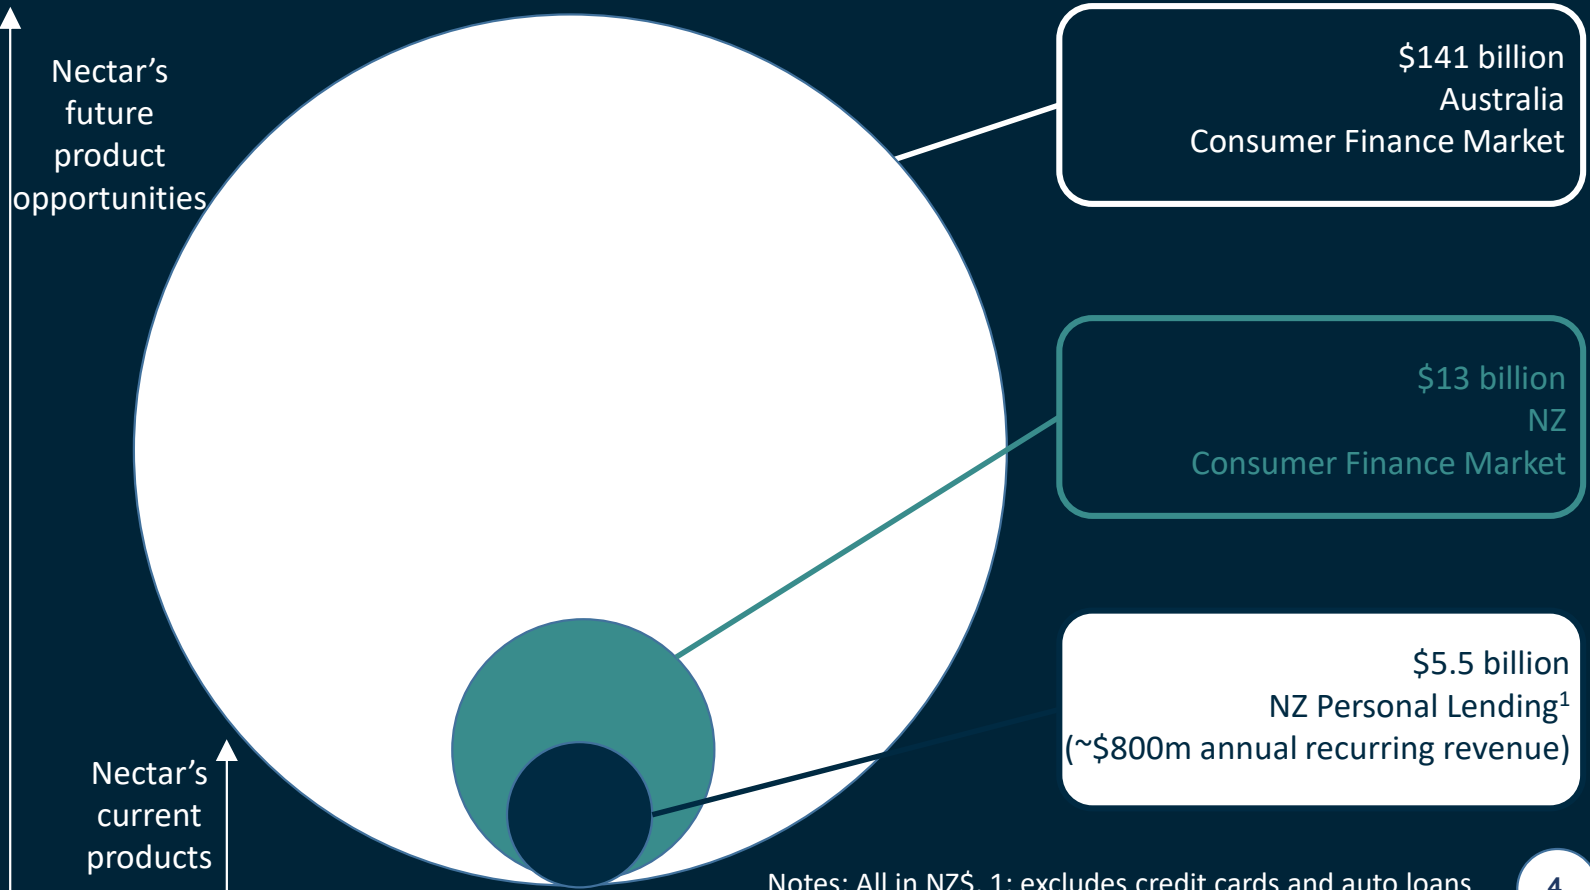 Nectar’s
future
product
opportunities
$141 billion
Australia
Consumer Finance Market
$13 billion
NZ
Consumer Finance Market
$5.5 billion
NZ Personal Lending¹
(~$800m annual recurring revenue)
Nectar’s
current
products
Notes: All in NZ$. 1: excludes credit cards and auto loans
4